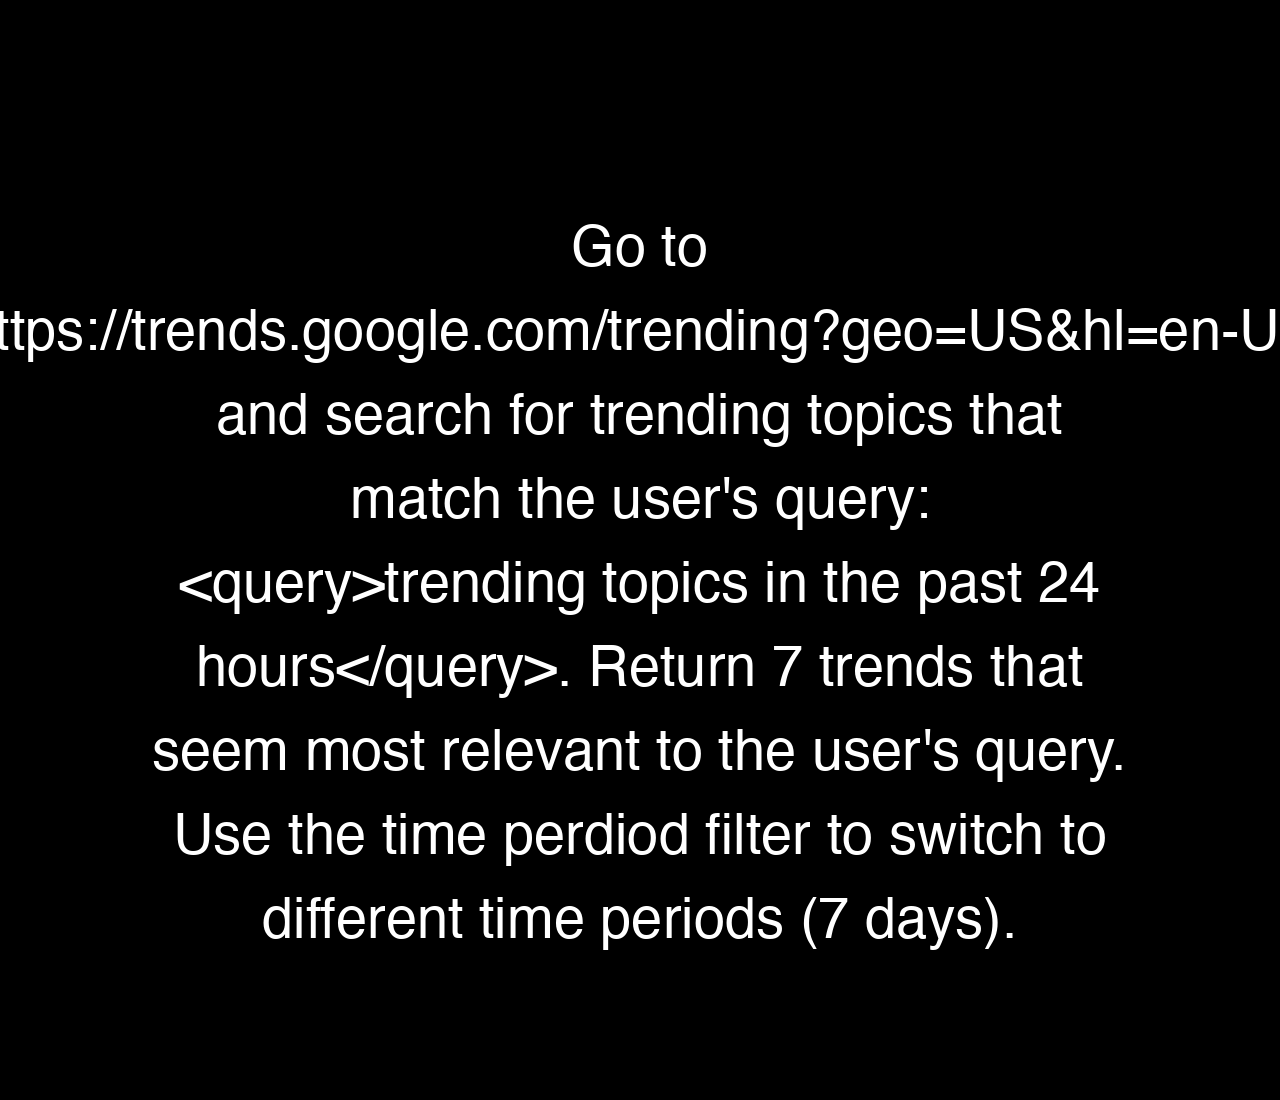 Go to
ttps://trends.google.com/trending?geo=US&hl=en-U
and search for trending topics that
match the user's query:
<query>trending topics in the past 24
hours</query>. Return 7 trends that
seem most relevant to the user's query.
Use the time perdiod filter to switch to
different time periods (7 days).